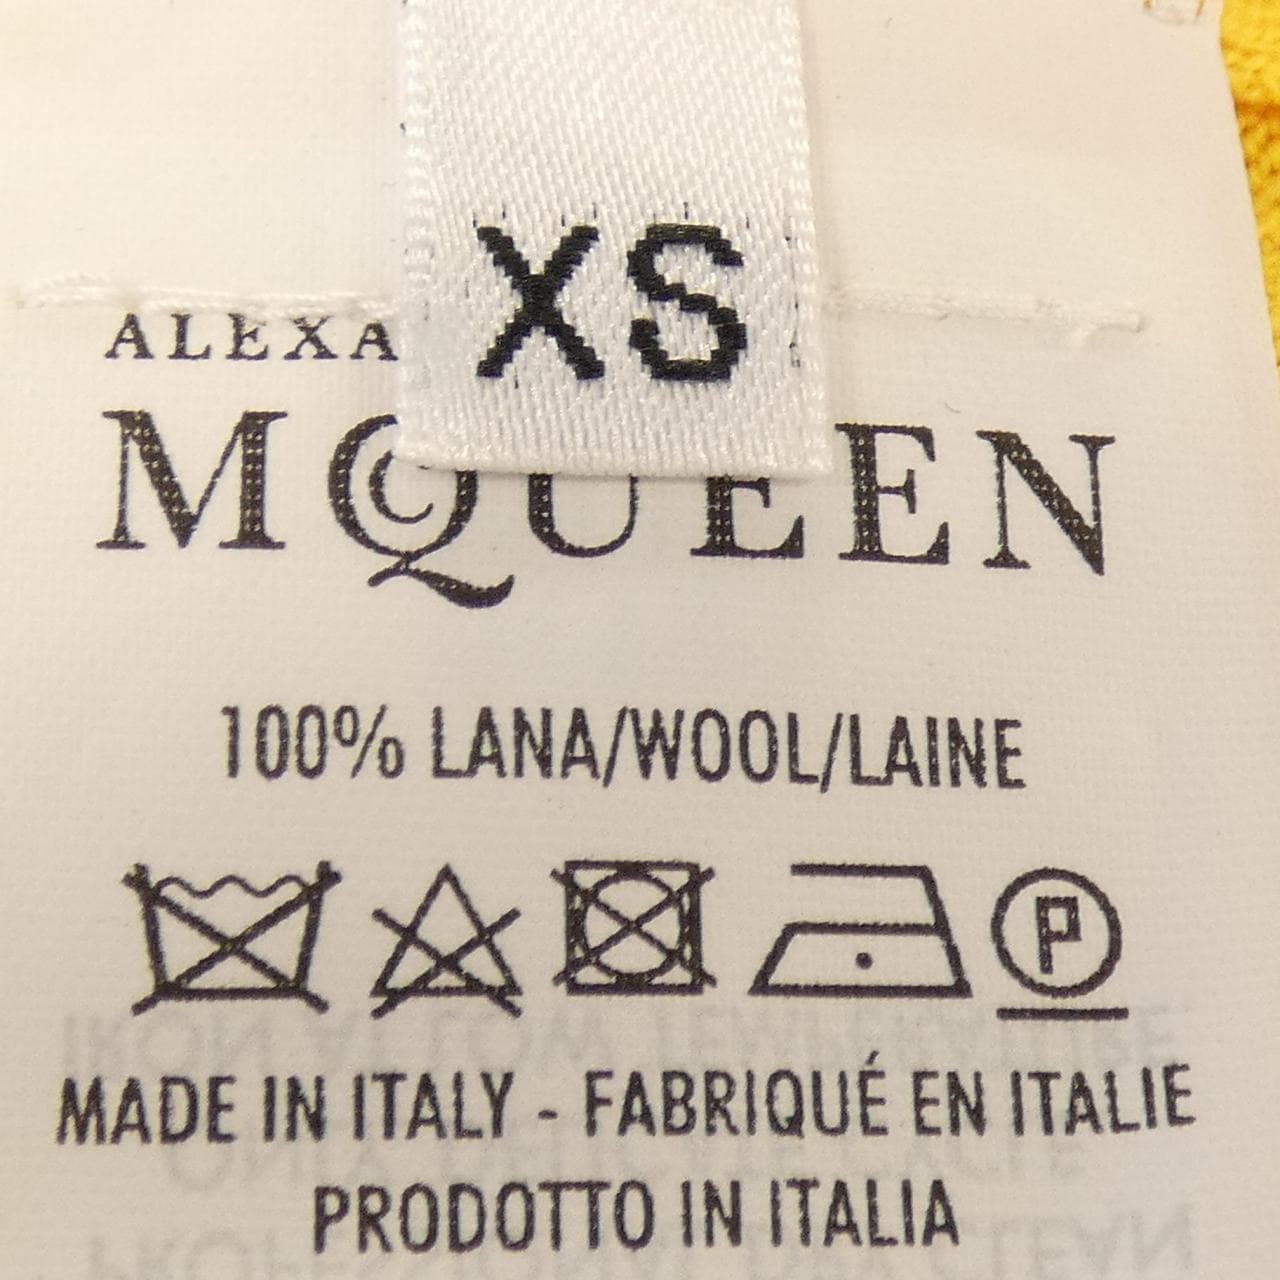 XS
ALEXA
MQUEEN
100% LANA/WOOL/LAINE
P
MADE IN ITALY - FABRIQUÉ EN ITALIE
PRODOTTO IN ITALIA